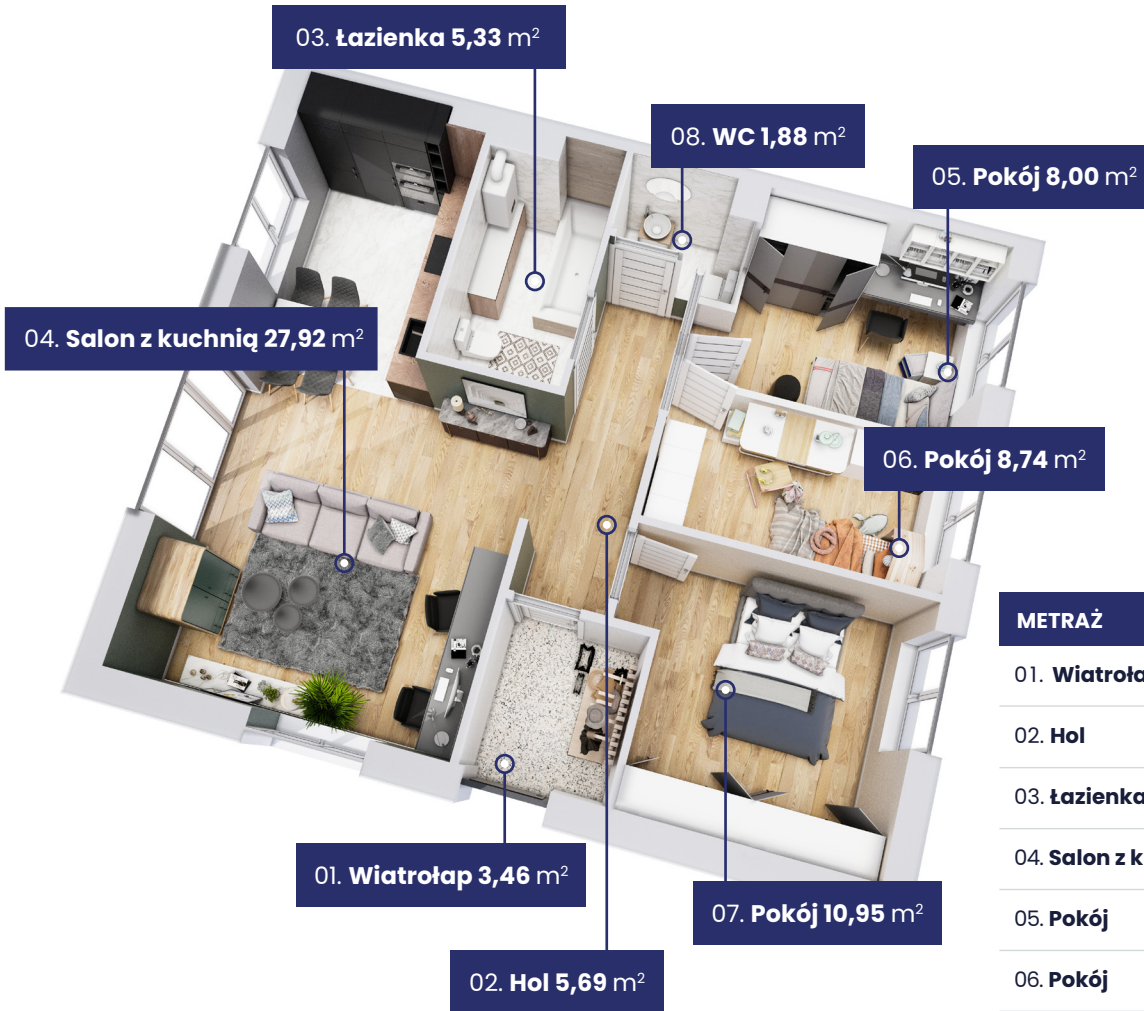 03. Łazienka 5,33 m²
08. WC 1,88 m²
05. Pokój 8,00 m²
04. Salon z kuchnią 27,92 m²
06. Pokój 8,74 m²
01. Wiatrołap 3,46 m²
07. Pokój 10,95 m²
02. Hol 5,69 m²
METRAŻ
01. Wiatroła
02. Hol
03. Łazienka
04. Salon z k
05. Pokój
06. Pokój